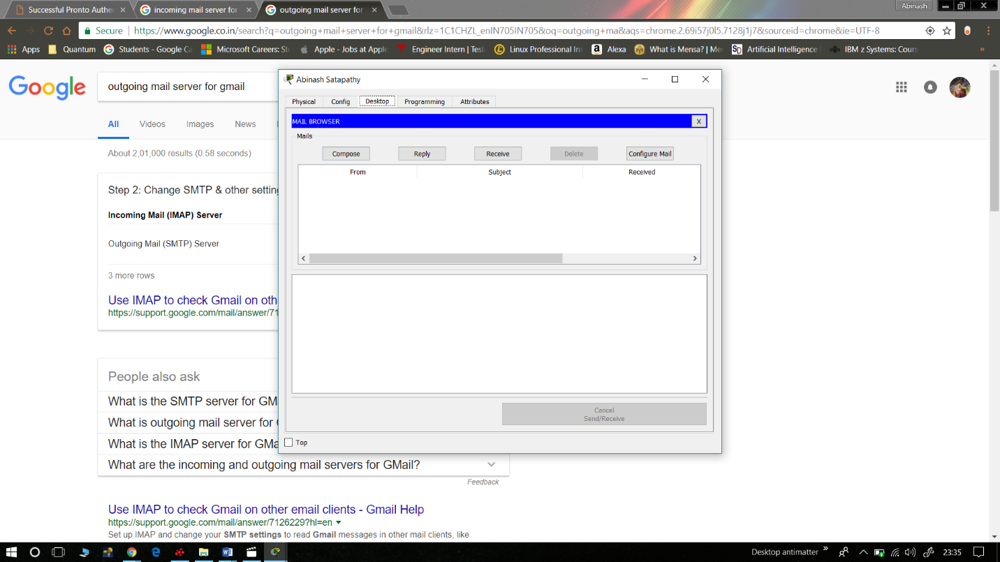 Successful Pronto Authe
incoming mail server for
outgoing mail server for
Abinash
Secure
https://www.google.co.in/search?q=outgoing+mail+server+for+gmail&rlz=1C1CHZL_enIN705IN705&oq=outgoing+ma&aqs=chrome.2.69i57j0l5.7128j1j7&sourceid=chrome&ie=UTF-8
Apps
Quantum
Students - Google Ca
Microsoft Careers: Stu
Apple - Jobs at Apple
Engineer Intern | Tesla
Linux Professional Ins
Alexa
What is Mensa? | Me
Artificial Intelligence
IBM z Systems: Cours
Google
outgoing mail server for gmail
All
Videos
Images
News
About 2,01,000 results (0.58 seconds)
Step 2: Change SMTP & other setting
Incoming Mail (IMAP) Server
Outgoing Mail (SMTP) Server
3 more rows
Use IMAP to check Gmail on oth
https://support.google.com/mail/answer/71
People also ask
What is the SMTP server for GMa
What is outgoing mail server for
What is the IMAP server for GMa
What are the incoming and outgoing mail servers for GMail?
Feedback
Use IMAP to check Gmail on other email clients - Gmail Help
https://support.google.com/mail/answer/7126229?hl=en
Set up IMAP and change your SMTP settings to read Gmail messages in other mail clients, like
Abinash Satapathy
Physical
Config
Desktop
Programming
Attributes
MAIL BROWSER
X
Mails
Compose
Reply
Receive
Delete
Configure Mail
From
Subject
Received
Cancel
Send/Receive
Top
Desktop antimatter
23:35